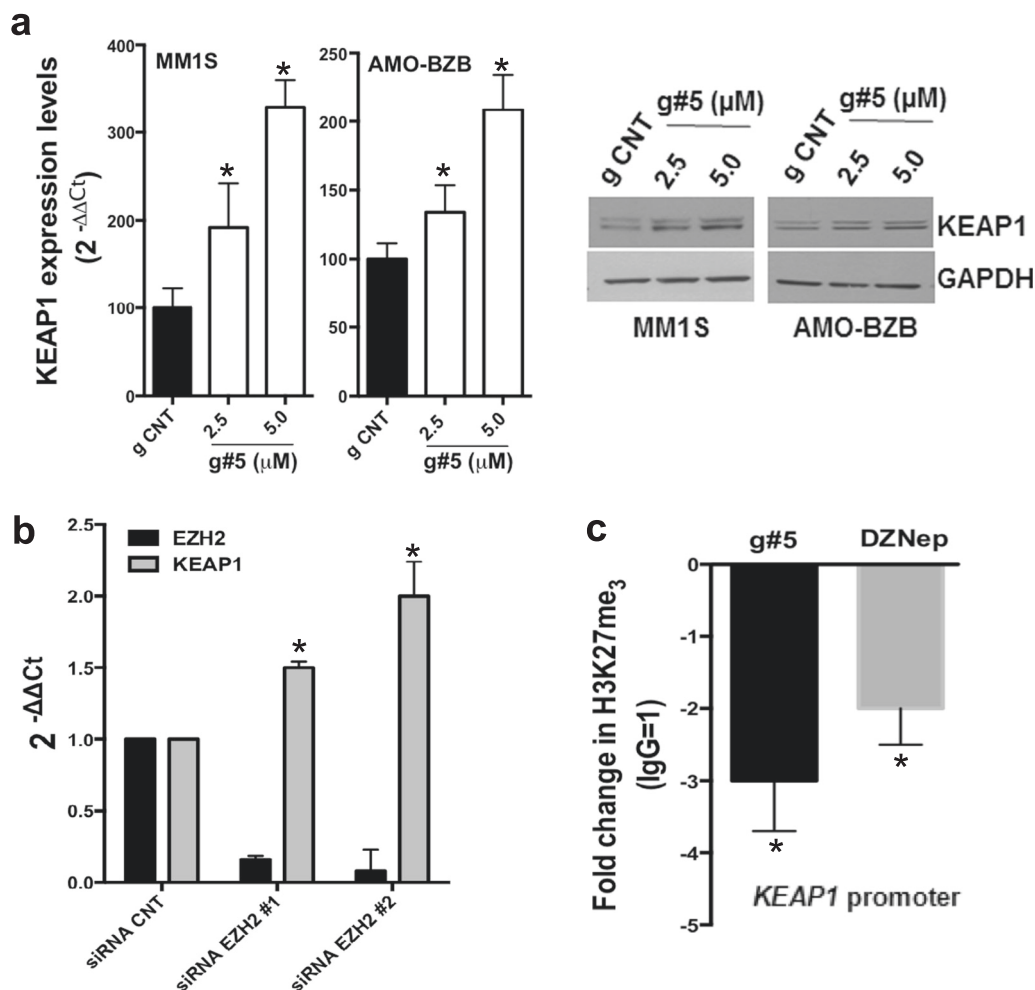 a
KEAP1 expression levels
(2 -ΔΔCt)
MM1S
400
300
200
100
0
*
*
g CNT
2.5
5.0
g#5 (μM)
AMO-BZB
250
200
150
100
50
0
*
*
g CNT
2.5
5.0
g#5 (μM)
g#5 (μM)
g CNT
2.5
5.0
g#5 (μM)
g CNT
2.5
5.0
KEAP1
GAPDH
MM1S
AMO-BZB
b
2 -ΔΔCt
EZH2
KEAP1
2.5
2.0
1.5
1.0
0.5
0.0
*
*
siRNA CNT
siRNA EZH2 #1
siRNA EZH2 #2
c
Fold change in H3K27me3
(IgG=1)
g#5
DZNep
0
-1
-2
-3
-4
-5
*
*
KEAP1 promoter